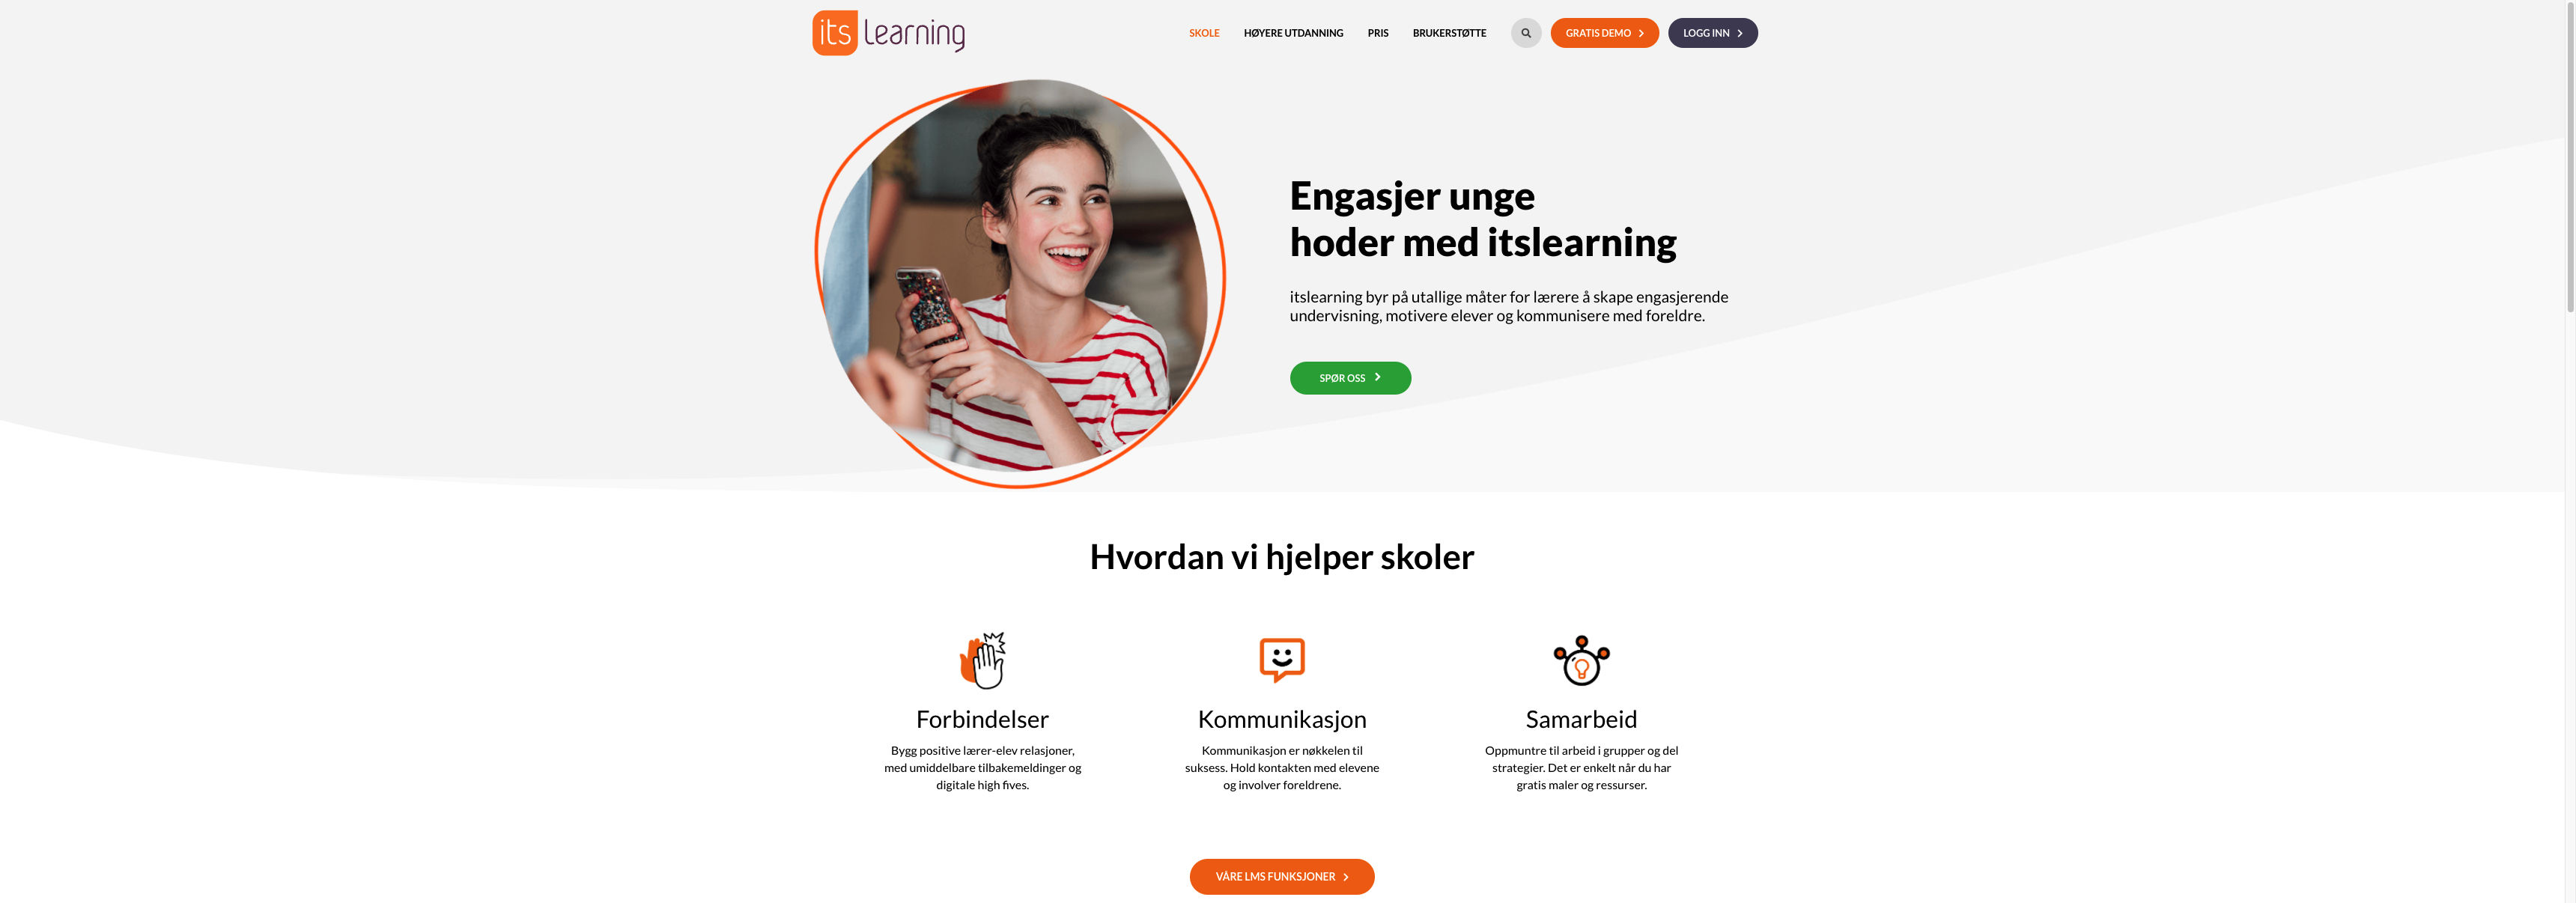 its learning
SKOLE HØYERE UTDANNING PRIS BRUKERSTØTTE GRATIS DEMO LOGG INN
Engasjer unge
hoder med itslearning
itslearning byr på utallige måter for lærere å skape engasjerende
undervisning, motivere elever og kommunisere med foreldre.
SPØR OSS
Hvordan vi hjelper skoler
Forbindelser
Bygg positive lærer-elev relasjoner,
med umiddelbare tilbakemeldinger og
digitale high fives.
Kommunikasjon
Kommunikasjon er nøkkelen til
suksess. Hold kontakten med elevene
og involver foreldrene.
Samarbeid
Oppmuntre til arbeid i grupper og del
strategier. Det er enkelt når du har
gratis maler og ressurser.
VÅRE LMS FUNKSJONER